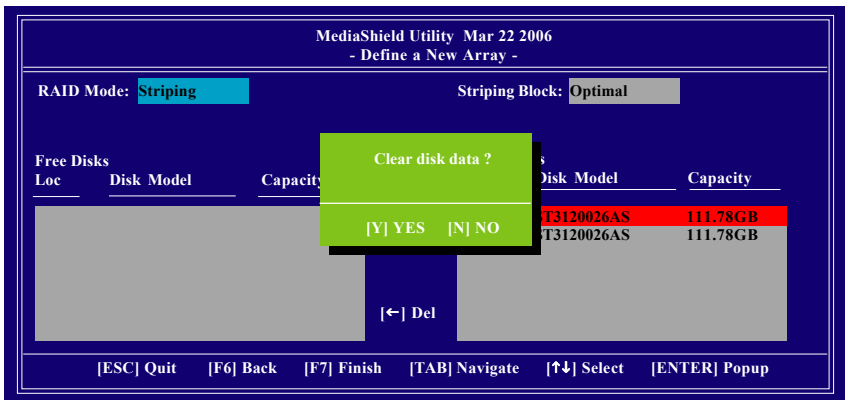 MediaShield Utility Mar 22 2006
- Define a New Array -
RAID Mode: Striping Striping Block: Optimal
Clear disk data ?
[Y] YES [N] NO
Free Disks
Loc Disk Model Capacity
Disk Model Capacity
ST3120026AS 111.78GB
ST3120026AS 111.78GB
[←] Del
[ESC] Quit [F6] Back [F7] Finish [TAB] Navigate [↑↓] Select [ENTER] Popup